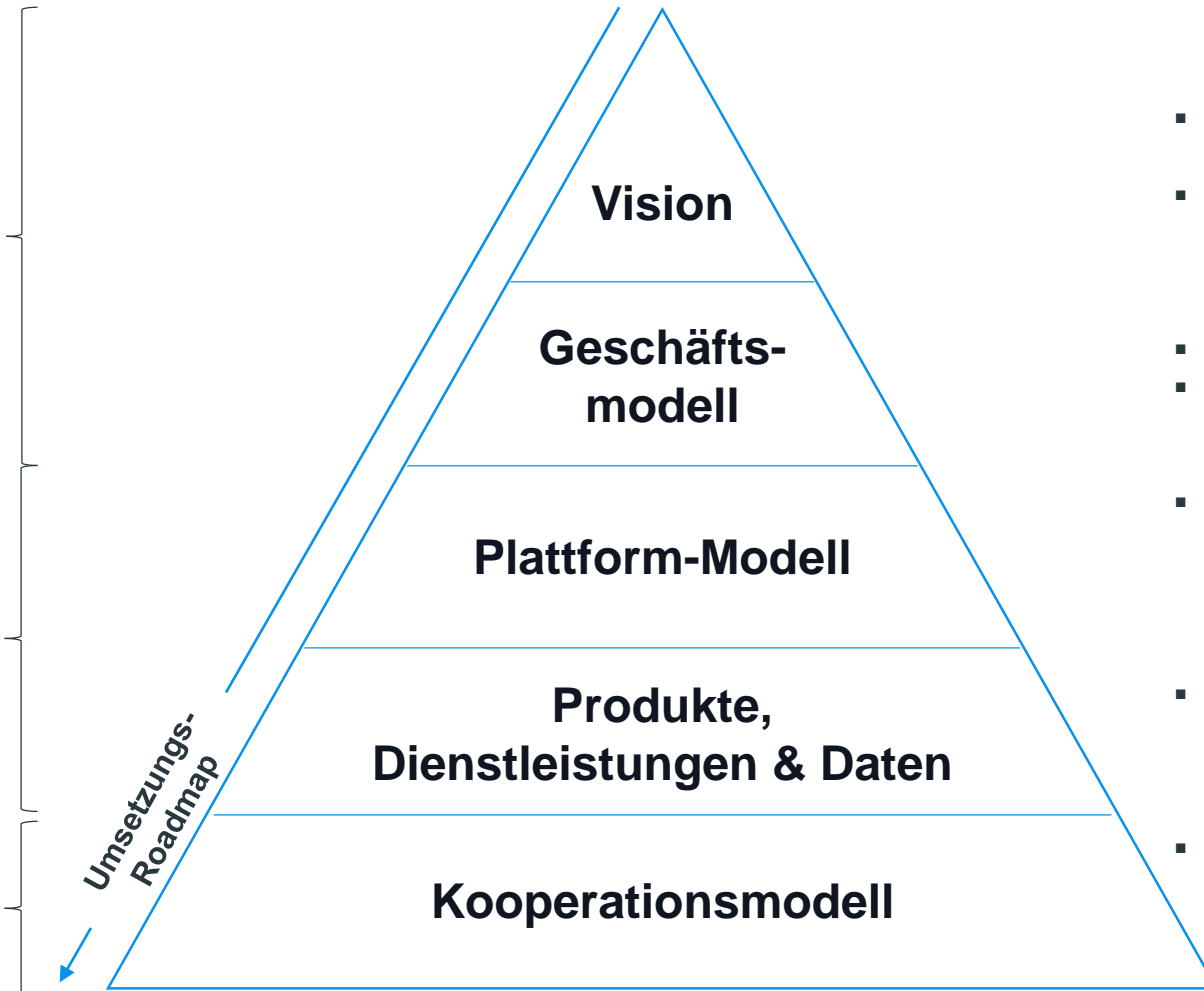 Vision
Geschäfts-
modell
Plattform-Modell
Produkte,
Dienstleistungen & Daten
Umsetzungs-
Roadmap
Kooperationsmodell